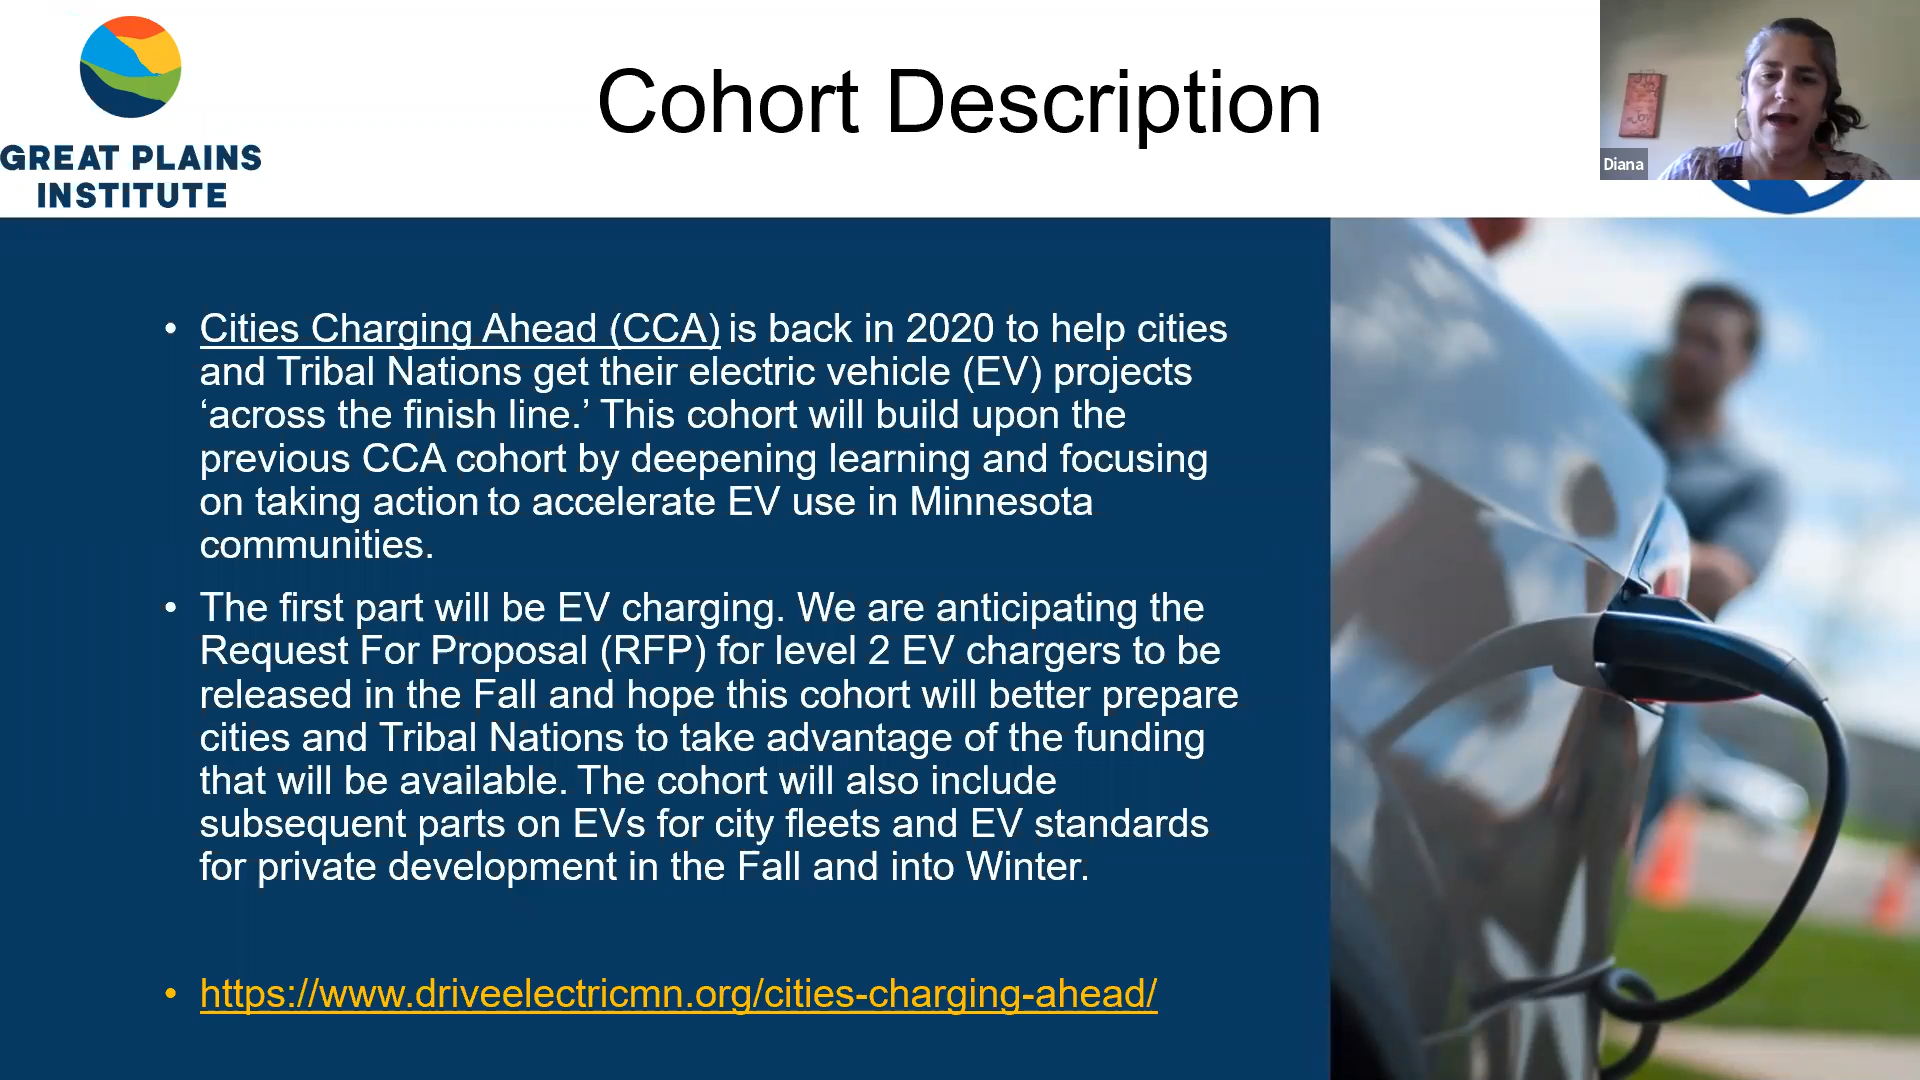 GREAT PLAINS
INSTITUTE
Cohort Description
Diana
• Cities Charging Ahead (CCA) is back in 2020 to help cities
and Tribal Nations get their electric vehicle (EV) projects
‘across the finish line.’ This cohort will build upon the
previous CCA cohort by deepening learning and focusing
on taking action to accelerate EV use in Minnesota
communities.
• The first part will be EV charging. We are anticipating the
Request For Proposal (RFP) for level 2 EV chargers to be
released in the Fall and hope this cohort will better prepare
cities and Tribal Nations to take advantage of the funding
that will be available. The cohort will also include
subsequent parts on EVs for city fleets and EV standards
for private development in the Fall and into Winter.
• https://www.driveelectricmn.org/cities-charging-ahead/